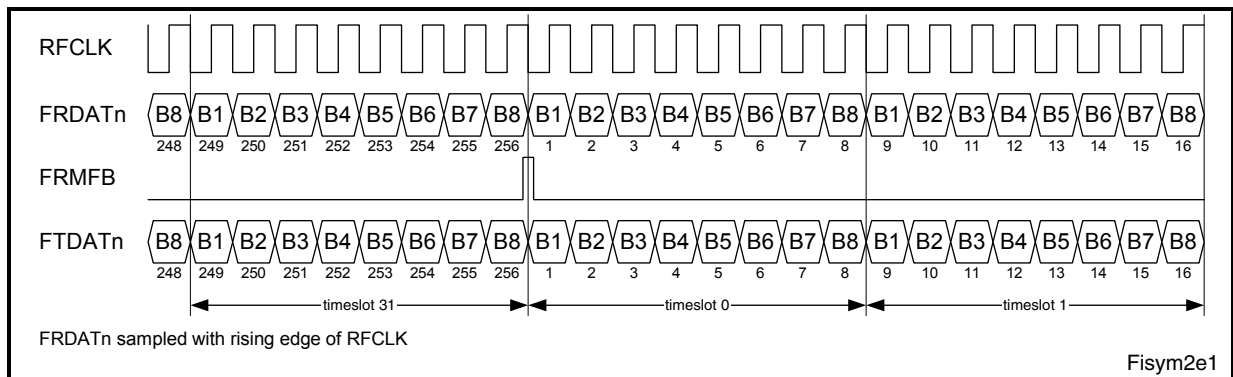 RFCLK
FRDATn B8 B1 B2 B3 B4 B5 B6 B7 B8 B1 B2 B3 B4 B5 B6 B7 B8 B1 B2 B3 B4 B5 B6 B7 B8
248 249 250 251 252 253 254 255 256 1 2 3 4 5 6 7 8 9 10 11 12 13 14 15 16
FRMFB
FTDATn B8 B1 B2 B3 B4 B5 B6 B7 B8 B1 B2 B3 B4 B5 B6 B7 B8 B1 B2 B3 B4 B5 B6 B7 B8
248 249 250 251 252 253 254 255 256 1 2 3 4 5 6 7 8 9 10 11 12 13 14 15 16
timeslot 31 timeslot 0 timeslot 1
FRDATn sampled with rising edge of RFCLK
Fisym2e1